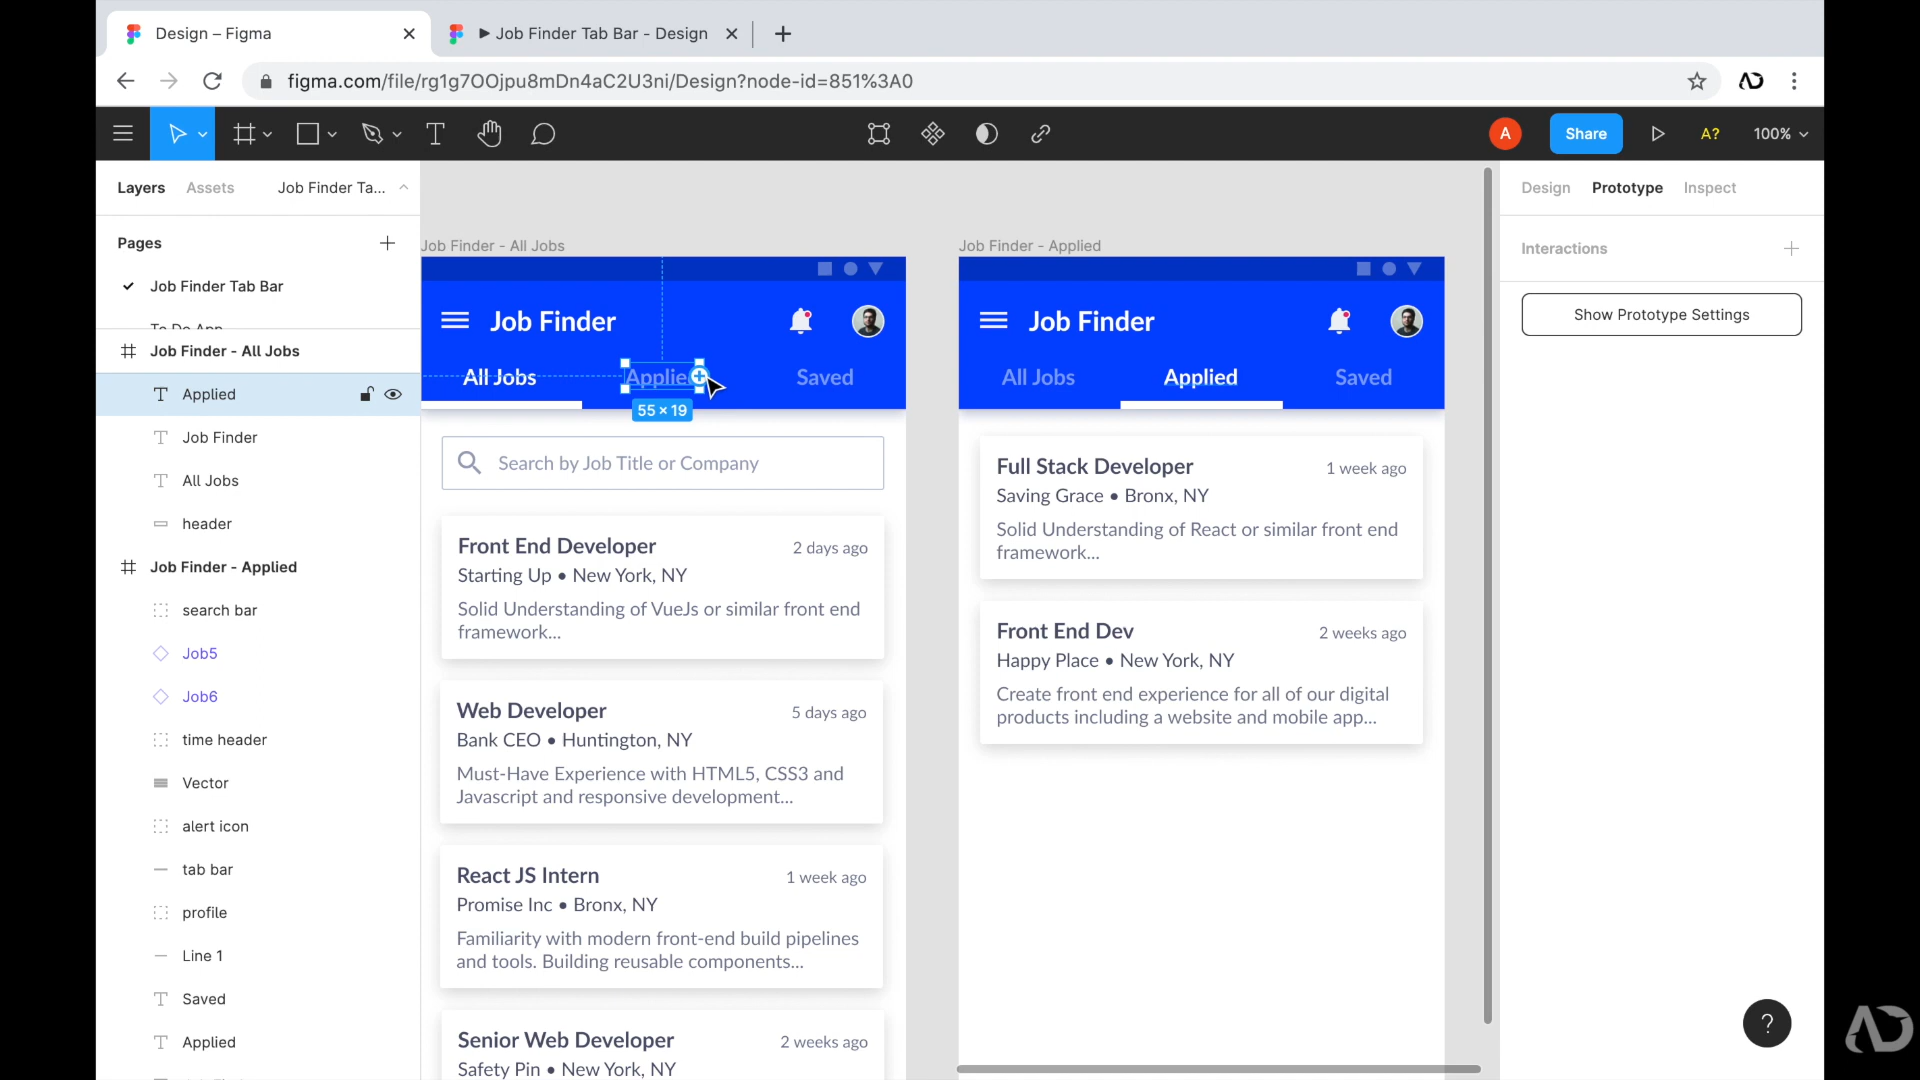 Design – Figma
Job Finder Tab Bar - Design
figma.com/file/rg1g7OOjpu8mDn4aC2U3ni/Design?node-id=851%3A0
A
Share
A?
100%
Layers
Assets
Job Finder Ta...
Pages
Job Finder Tab Bar
To Do App
Job Finder - All Jobs
Applied
Job Finder
All Jobs
header
Job Finder - Applied
search bar
Job5
Job6
time header
Vector
alert icon
tab bar
profile
Line 1
Saved
Applied
Job Finder - All Jobs
Job Finder
All Jobs
Applied
Saved
55 × 19
Search by Job Title or Company
Front End Developer
2 days ago
Starting Up • New York, NY
Solid Understanding of VueJs or similar front end
framework...
Web Developer
5 days ago
Bank CEO • Huntington, NY
Must-Have Experience with HTML5, CSS3 and
Javascript and responsive development...
React JS Intern
1 week ago
Promise Inc • Bronx, NY
Familiarity with modern front-end build pipelines
and tools. Building reusable components...
Senior Web Developer
2 weeks ago
Safety Pin • New York, NY
Job Finder - Applied
Job Finder
All Jobs
Applied
Saved
Full Stack Developer
1 week ago
Saving Grace • Bronx, NY
Solid Understanding of React or similar front end
framework...
Front End Dev
2 weeks ago
Happy Place • New York, NY
Create front end experience for all of our digital
products including a website and mobile app...
Design
Prototype
Inspect
Interactions
Show Prototype Settings
?